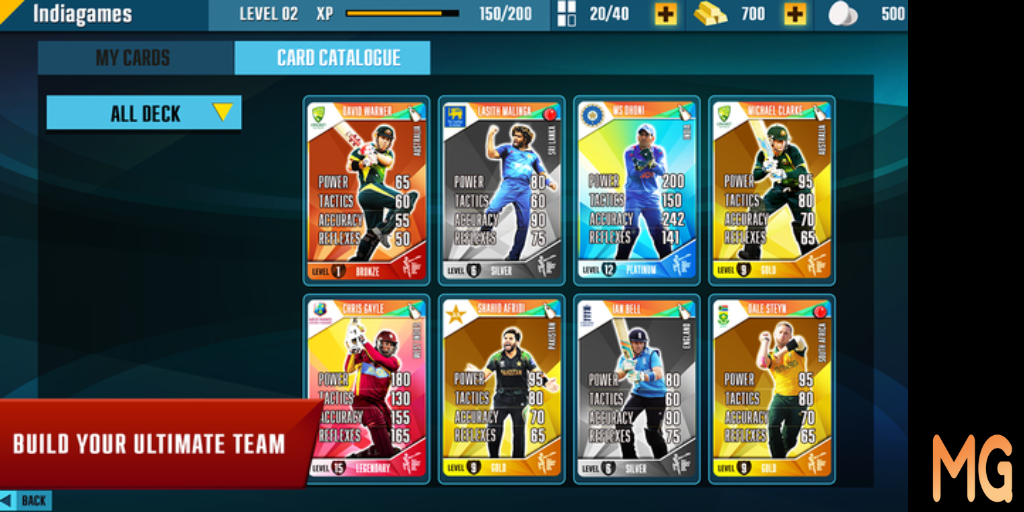 Indiagames LEVEL 02 XP 150/200 20/40 700 500
MY CARDS CARD CATALOGUE
ALL DECK
DAVID WARNER
AUSTRALIA
POWER 65
TACTICS 60
ACCURACY 55
REFLEXES 50
LEVEL 1 BRONZE
LASITH MALINGA
SRI LANKA
POWER 80
TACTICS 60
ACCURACY 90
REFLEXES 75
LEVEL 6 SILVER
MS DHONI
INDIA
POWER 200
TACTICS 150
ACCURACY 242
REFLEXES 141
LEVEL 12 PLATINUM
MICHAEL CLARKE
AUSTRALIA
POWER 95
TACTICS 80
ACCURACY 70
REFLEXES 65
LEVEL 9 GOLD
CHRIS GAYLE
WEST INDIES
POWER 180
TACTICS 130
ACCURACY 155
REFLEXES 165
LEVEL 15 LEGENDARY
SHAHID AFRIDI
PAKISTAN
PAKISTAN
POWER 95
TACTICS 80
ACCURACY 70
REFLEXES 65
LEVEL 9 GOLD
IAN BELL
ENGLAND
POWER 80
TACTICS 60
ACCURACY 90
REFLEXES 75
LEVEL 6 SILVER
DALE STEYN
SOUTH AFRICA
POWER 95
TACTICS 80
ACCURACY 70
REFLEXES 65
LEVEL 9 GOLD
BUILD YOUR ULTIMATE TEAM
BACK
MG